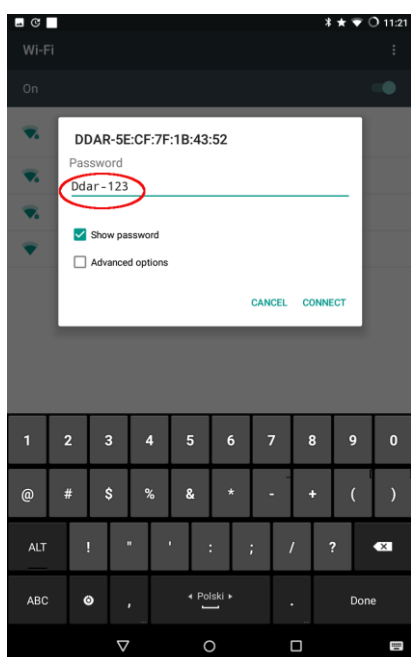 11:21
Wi-Fi
On
DDAR-5E:CF:7F:1B:43:52
Password
Ddar-123
Show password
Advanced options
CANCEL CONNECT
1 2 3 4 5 6 7 8 9 0
@ # $ % & * - + ( )
ALT ! " ' : ; / ?
ABC , Polski . Done